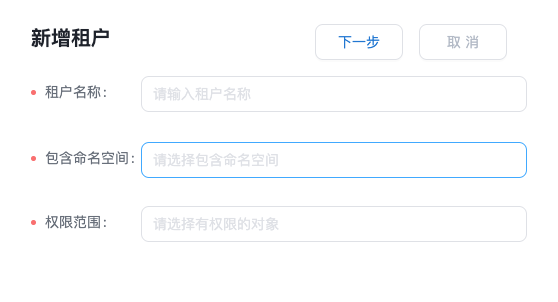 新增租户
下一步
取 消
租户名称:
请输入租户名称
包含命名空间:
请选择包含命名空间
权限范围:
请选择有权限的对象